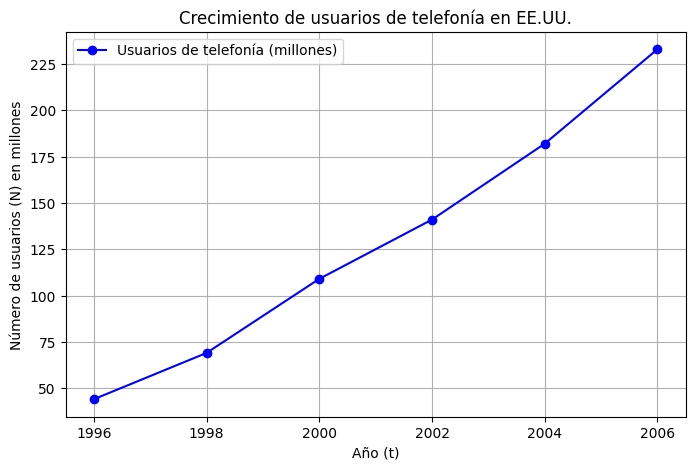 Crecimiento de usuarios de telefonía en EE.UU.
Usuarios de telefonía (millones)
Número de usuarios (N) en millones
225
200
175
150
125
100
75
50
1996 1998 2000 2002 2004 2006
Año (t)